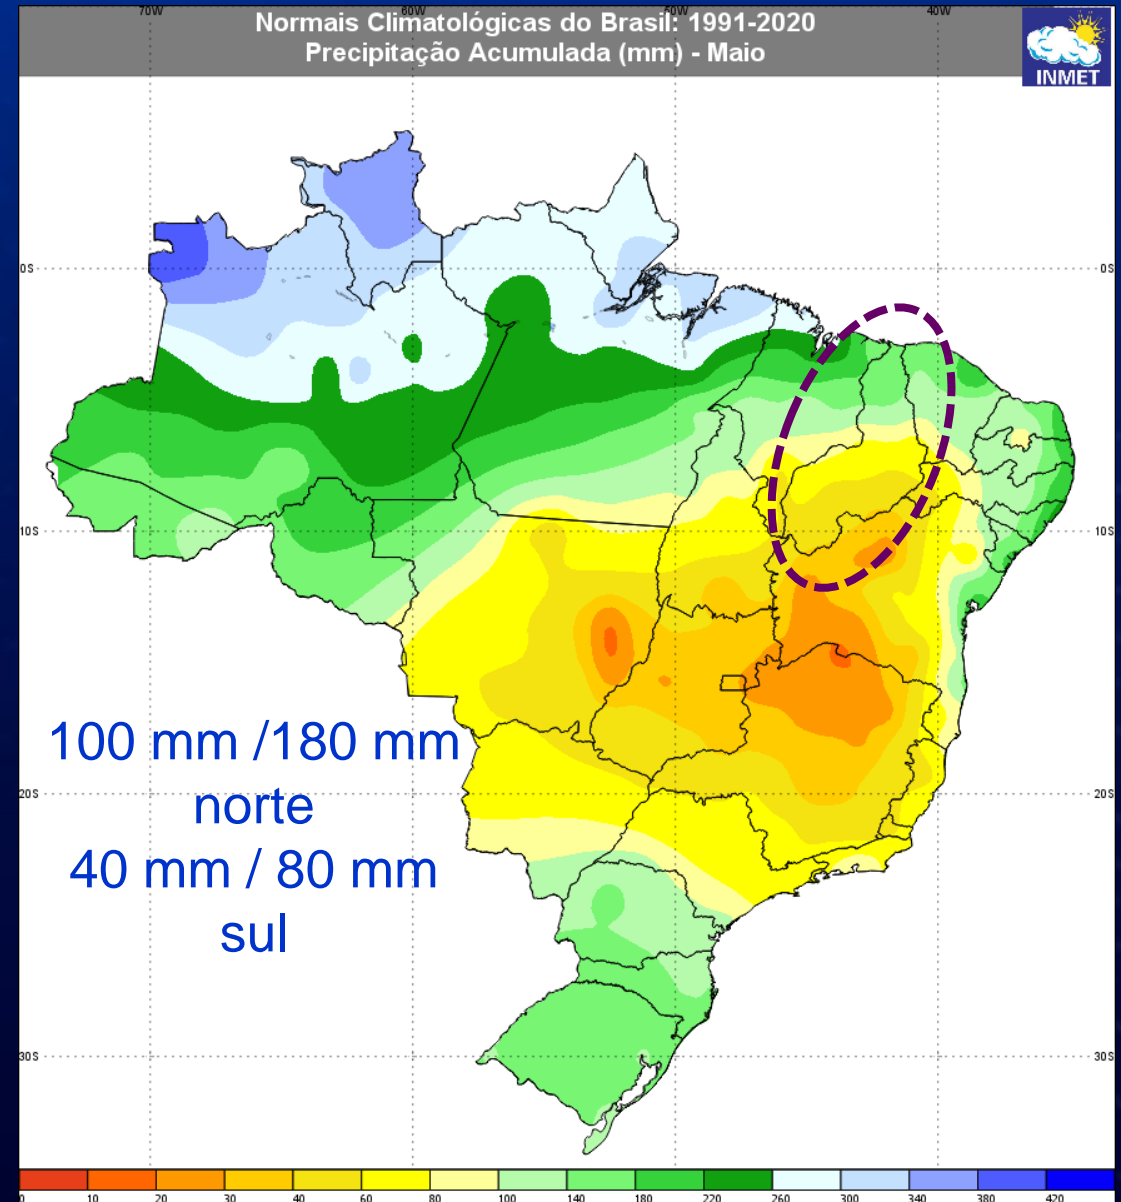 70W 60W 50W 40W
Normais Climatológicas do Brasil: 1991-2020
Precipitação Acumulada (mm) - Maio
INMET
0S 0S
10S 10S
100 mm /180 mm
norte
40 mm / 80 mm
sul
20S 20S
30S 30S
0 10 20 30 40 60 80 100 140 180 220 260 300 340 380 420